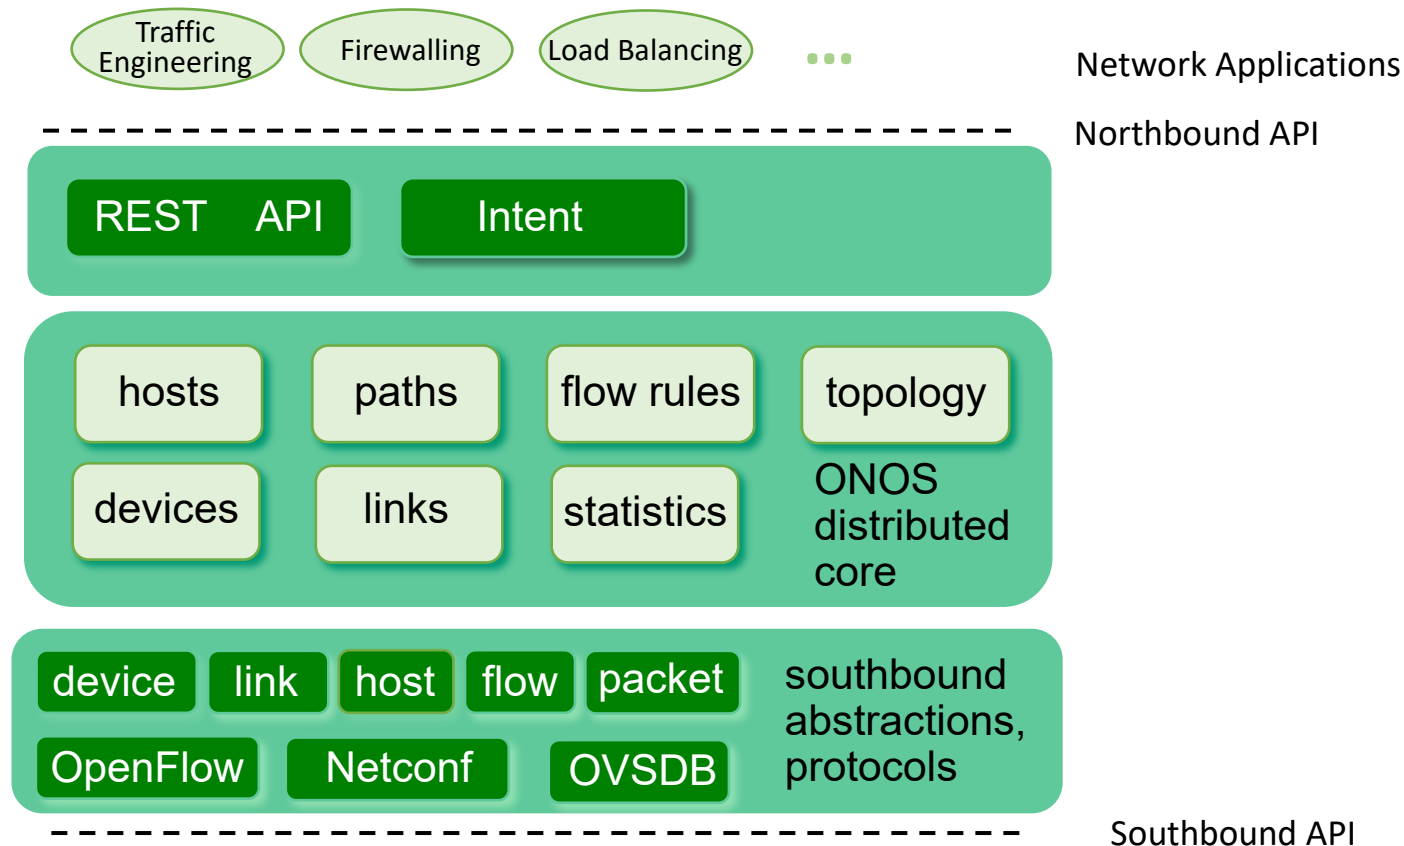 Traffic
Engineering
Firewalling
Load Balancing
...
Network Applications
Northbound API
REST API
Intent
hosts
paths
flow rules
topology
devices
links
statistics
ONOS
distributed
core
device
link
host
flow
packet
southbound
abstractions,
protocols
OpenFlow
Netconf
OVSDB
Southbound API